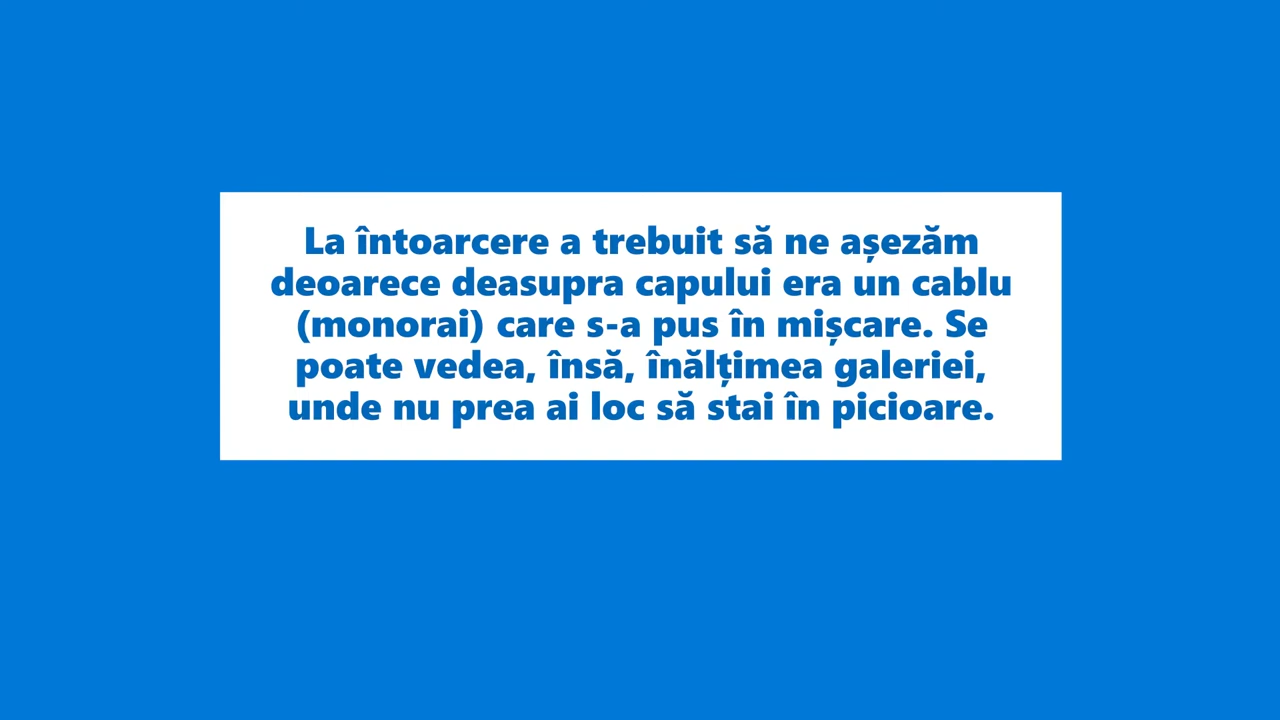 La întoarcere a trebuit să ne așezăm
deoarece deasupra capului era un cablu
(monorai) care s-a pus în mișcare. Se
poate vedea, însă, înălțimea galeriei,
unde nu prea ai loc să stai în picioare.